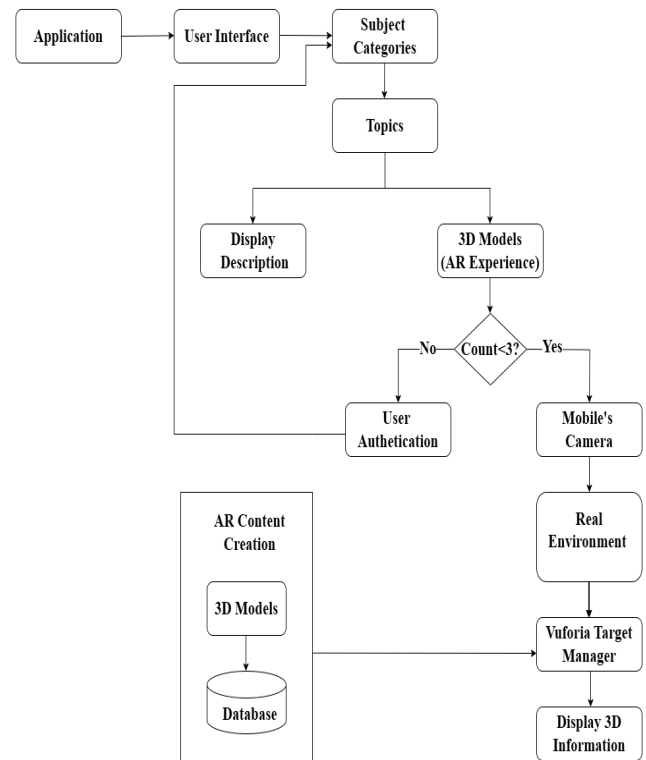 Application
User Interface
Subject
Categories
Topics
Display
Description
3D Models
(AR Experience)
No
Count<3?
Yes
User
Authetication
Mobile's
Camera
AR Content
Creation
Real
Environment
3D Models
Vuforia Target
Manager
Database
Display 3D
Information